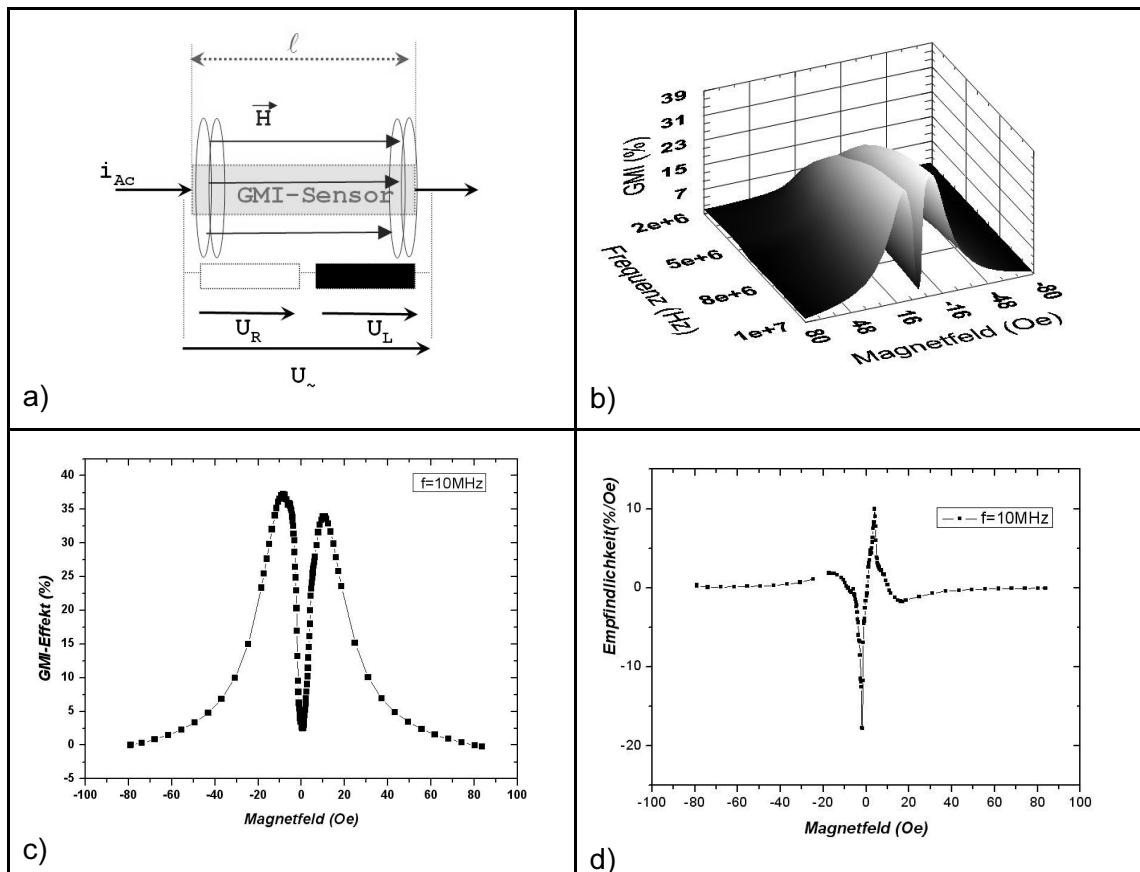 ℓ
H
i_Ac
GMI-Sensor
U_R U_L
U_~
a)
39
31
23
15
7
GMI (%)
2e+6
5e+6
8e+6
1e+7
Frequenz (Hz)
80 48 16 -16 48 -80
Magnetfeld (Oe)
b)
f=10MHz
40
35
30
25
20
15
10
5
0
-5
GMI-Effekt (%)
-100 -80 -60 -40 -20 0 20 40 60 80 100
Magnetfeld (Oe)
c)
f=10MHz
10
0
-10
-20
Empfindlichkeit(%/Oe)
-100 -80 -60 -40 -20 0 20 40 60 80 100
Magnetfeld (Oe)
d)